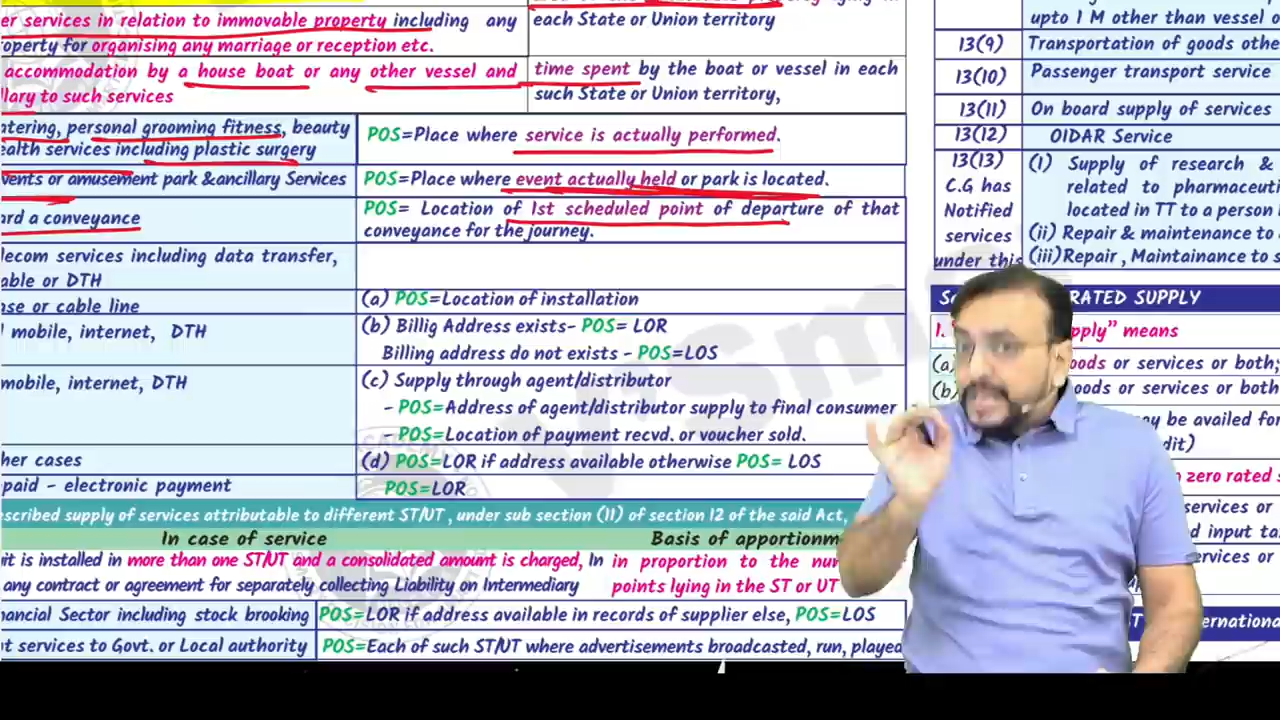 er services in relation to immovable property including any
roperty for organising any marriage or reception etc.
each State or Union territory
accommodation by a house boat or any other vessel and
llary to such services
time spent by the boat or vessel in each
such State or Union territory,
atering, personal grooming fitness, beauty
ealth services including plastic surgery
POS=Place where service is actually performed.
vents or amusement park &ancillary Services
POS=Place where event actually held or park is located.
ard a conveyance
POS= Location of 1st scheduled point of departure of that
conveyance for the journey.
lecom services including data transfer,
able or DTH
ase or cable line
(a) POS=Location of installation
l mobile, internet, DTH
(b) Billig Address exists- POS= LOR
Billing address do not exists - POS=LOS
mobile, internet, DTH
(c) Supply through agent/distributor
- POS=Address of agent/distributor supply to final consumer
- POS=Location of payment recvd. or voucher sold.
her cases
(d) POS=LOR if address available otherwise POS= LOS
paid - electronic payment
POS=LOR
escribed supply of services attributable to different ST/UT, under sub section (11) of section 12 of the said Act,
In case of service
Basis of apportionm
it is installed in more than one ST/UT and a consolidated amount is charged, In
any contract or agreement for separately collecting Liability on Intermediary
in proportion to the num
points lying in the ST or UT
nancial Sector including stock brooking
POS=LOR if address available in records of supplier else, POS=LOS
nt services to Govt. or Local authority
POS=Each of such ST/UT where advertisements broadcasted, run, played
upto 1 M other than vessel o
13(9) Transportation of goods othe
13(10) Passenger transport service
13(11) On board supply of services
13(12) OIDAR Service
13(13)
C.G has
Notified
services
under this
(I) Supply of research &
related to pharmaceuti
located in TT to a person
(ii) Repair & maintenance to
(iii)Repair, Maintainance to s
RATED SUPPLY
1.
pply" means
(a)
oods or services or both;
(b)
oods or services or both
may be availed for
dit)
zero rated s
services or
d input ta
ervices or
ernationa
V'Sm